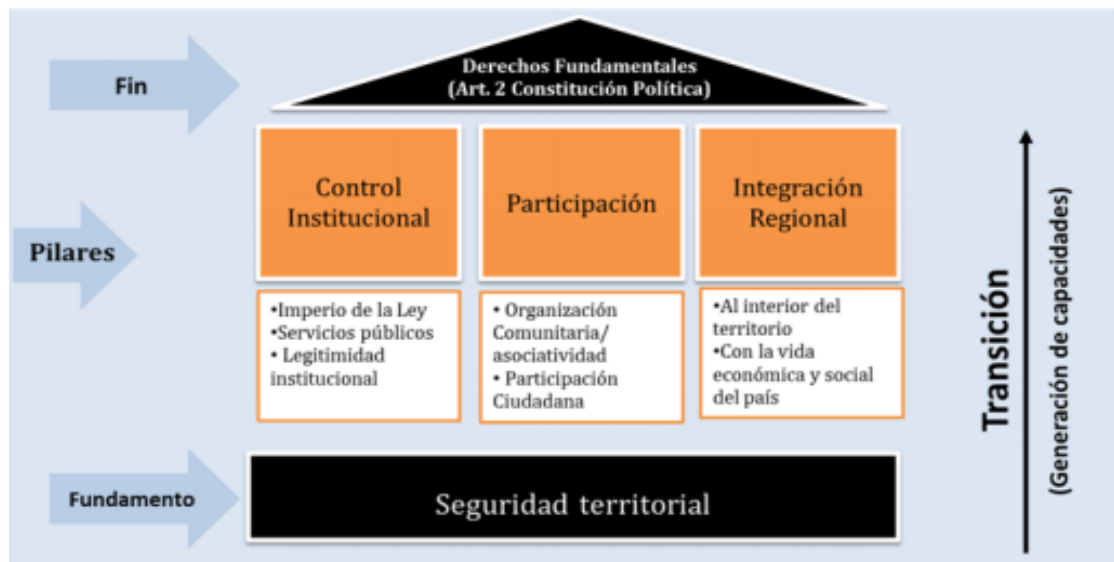 Fin
Derechos Fundamentales
(Art. 2 Constitución Política)
Pilares
Control
Institucional
Participación
Integración
Regional
•Imperio de la Ley
•Servicios públicos
• Legitimidad
institucional
• Organización
Comunitaria/
asociatividad
• Participación
Ciudadana
•Al interior del
territorio
•Con la vida
económica y social
del país
Fundamento
Seguridad territorial
Transición
(Generación de capacidades)